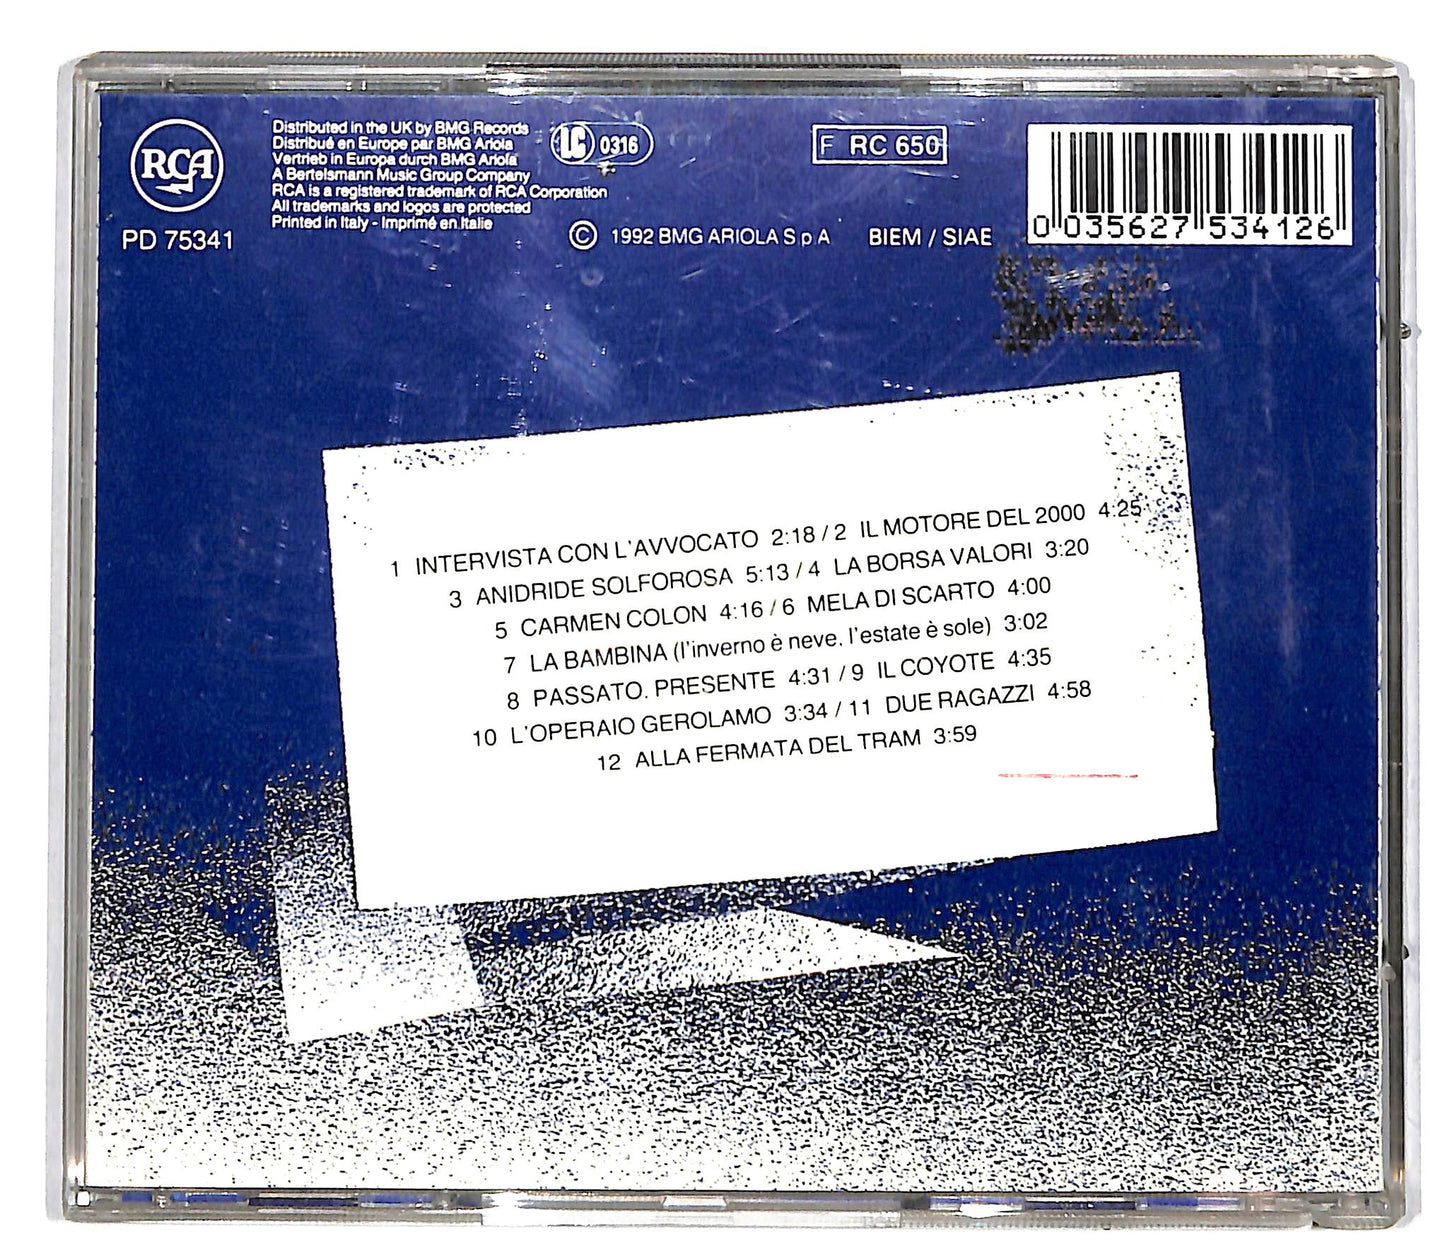 RCA
PD 75341
Distributed in the UK by BMG Records
Distribué en Europe par BMG Ariola
Vertrieb in Europa durch BMG Ariola
A Bertelsmann Music Group Company
RCA is a registered trademark of RCA Corporation
All trademarks and logos are protected
Printed in Italy - Imprimé en Italie
LC 0316
F RC 650
© 1992 BMG ARIOLA S p A BIEM / SIAE
0 035627 534126
1 INTERVISTA CON L'AVVOCATO 2:18 / 2 IL MOTORE DEL 2000 4:25
3 ANIDRIDE SOLFOROSA 5:13 / 4 LA BORSA VALORI 3:20
5 CARMEN COLON 4:16 / 6 MELA DI SCARTO 4:00
7 LA BAMBINA (l'inverno è neve, l'estate è sole) 3:02
8 PASSATO. PRESENTE 4:31 / 9 IL COYOTE 4:35
10 L'OPERAIO GEROLAMO 3:34 / 11 DUE RAGAZZI 4:58
12 ALLA FERMATA DEL TRAM 3:59